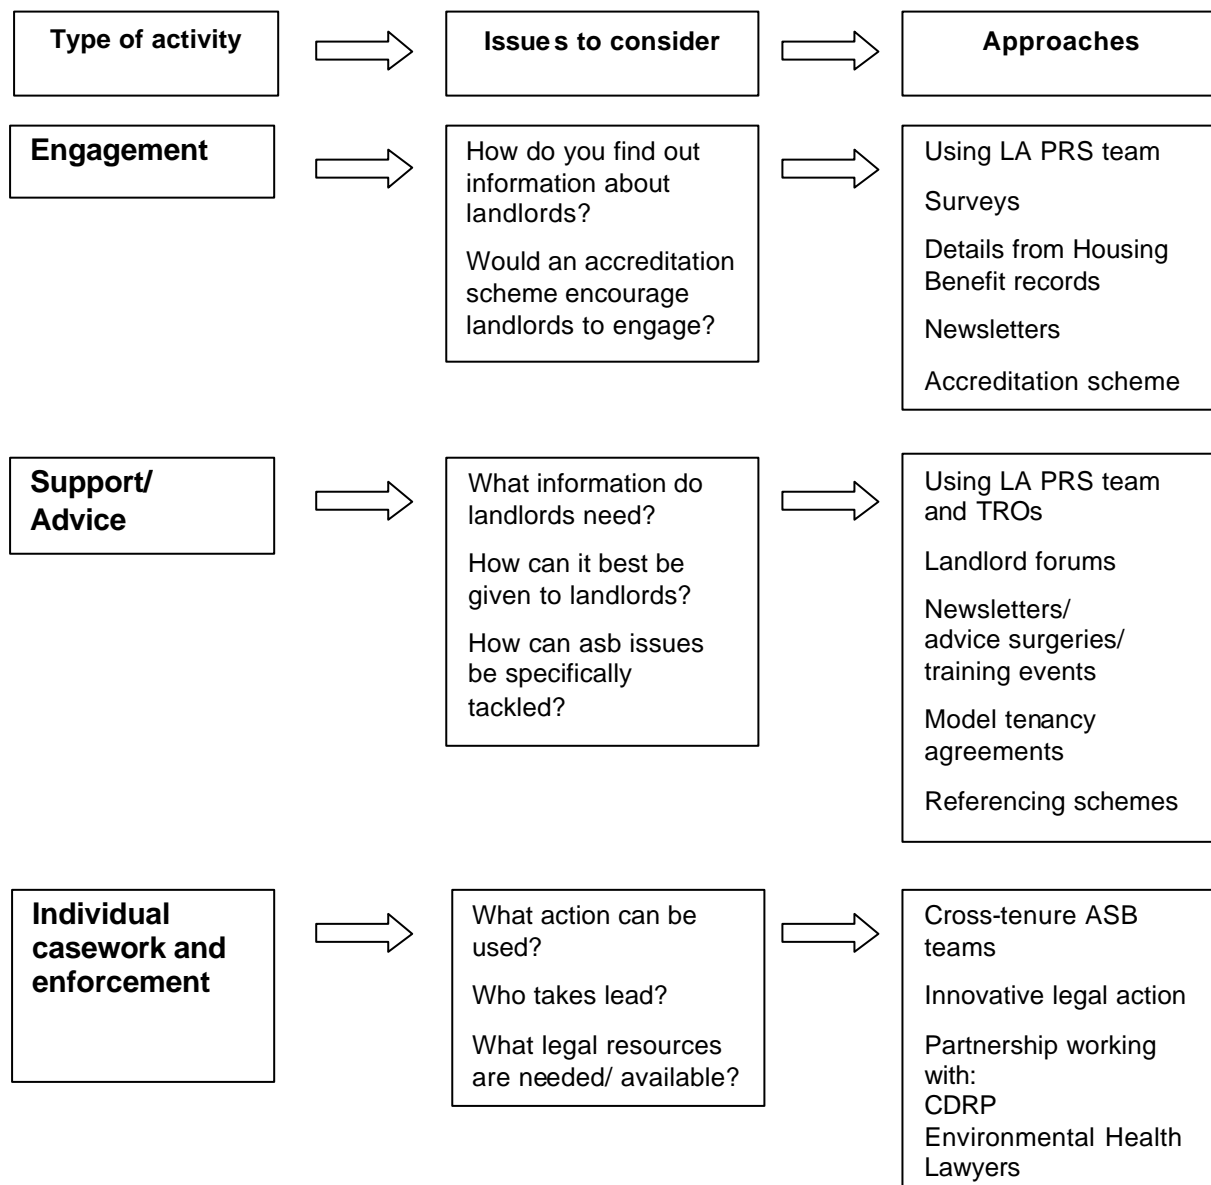 Type of activity
Issues to consider
Approaches
Engagement
How do you find out
information about
landlords?
Would an accreditation
scheme encourage
landlords to engage?
Using LA PRS team
Surveys
Details from Housing
Benefit records
Newsletters
Accreditation scheme
Support/
Advice
What information do
landlords need?
How can it best be
given to landlords?
How can asb issues
be specifically
tackled?
Using LA PRS team
and TROs
Landlord forums
Newsletters/
advice surgeries/
training events
Model tenancy
agreements
Referencing schemes
Individual
casework and
enforcement
What action can be
used?
Who takes lead?
What legal resources
are needed/ available?
Cross-tenure ASB
teams
Innovative legal action
Partnership working
with:
CDRP
Environmental Health
Lawyers